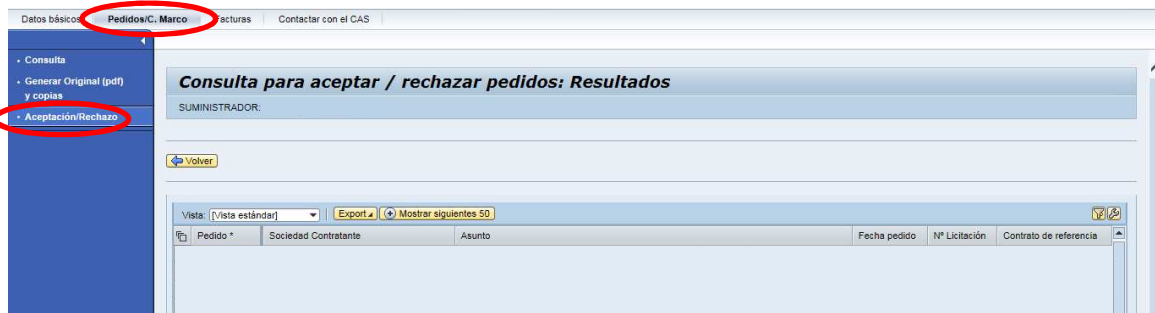 Datos básicos Pedidos/C. Marco Facturas Contactar con el CAS
Consulta
Generar Original (pdf)
y copias
Aceptación/Rechazo
Consulta para aceptar / rechazar pedidos: Resultados
SUMINISTRADOR:
Volver
Vista: [Vista estándar] Export Mostrar siguientes 50
Pedido * Sociedad Contratante Asunto Fecha pedido Nº Licitación Contrato de referencia